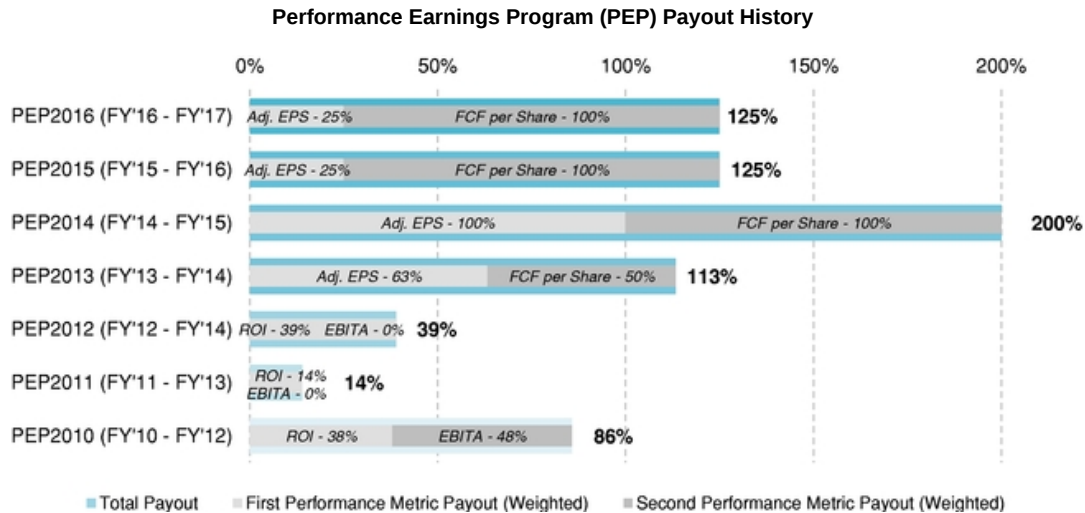 Performance Earnings Program (PEP) Payout History
0% 50% 100% 150% 200%
PEP2016 (FY'16 - FY'17) Adj. EPS - 25% FCF per Share - 100% 125%
PEP2015 (FY'15 - FY'16) Adj. EPS - 25% FCF per Share - 100% 125%
PEP2014 (FY'14 - FY'15) Adj. EPS - 100% FCF per Share - 100% 200%
PEP2013 (FY'13 - FY'14) Adj. EPS - 63% FCF per Share - 50% 113%
PEP2012 (FY'12 - FY'14) ROI - 39% EBITA - 0% 39%
PEP2011 (FY'11 - FY'13) ROI - 14% 14%
EBITA - 0%
PEP2010 (FY'10 - FY'12) ROI - 38% EBITA - 48% 86%
Total Payout First Performance Metric Payout (Weighted) Second Performance Metric Payout (Weighted)